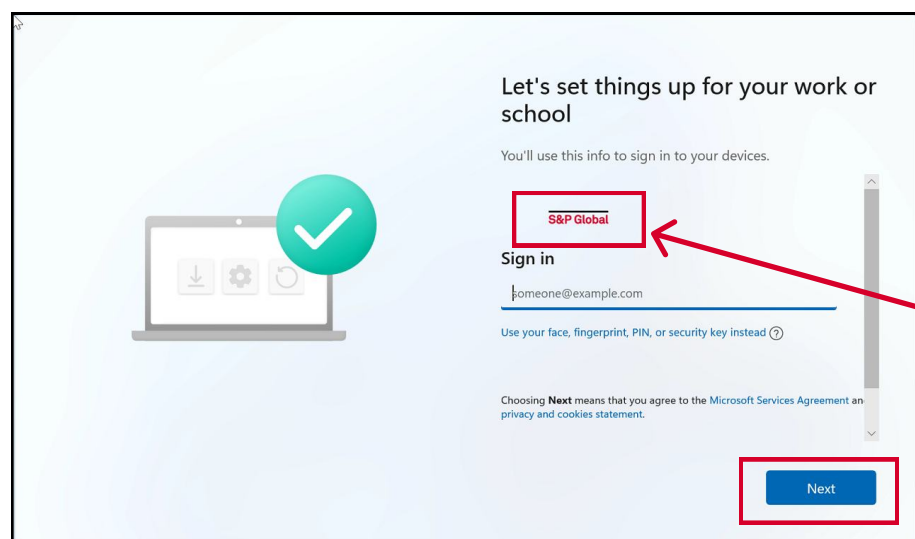 Let's set things up for your work or
school
You'll use this info to sign in to your devices.
S&P Global
Sign in
someone@example.com
Use your face, fingerprint, PIN, or security key instead ?
Choosing Next means that you agree to the Microsoft Services Agreement an
privacy and cookies statement.
Next